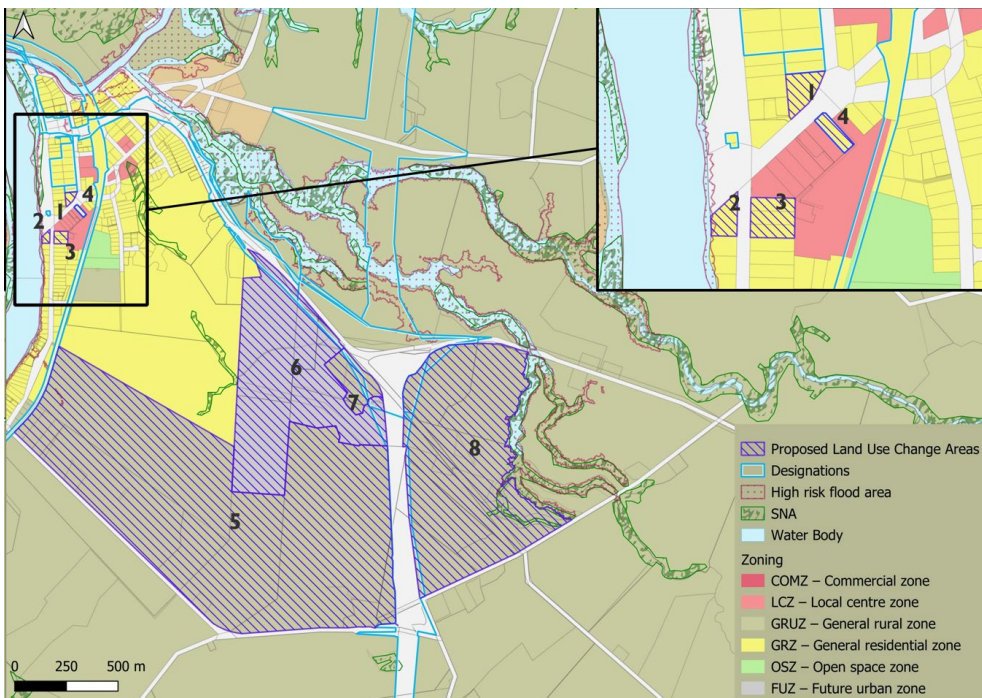 1
4
2
3
4
1
2
3
6
7
8
5
Proposed Land Use Change Areas
Designations
High risk flood area
SNA
Water Body
Zoning
COMZ – Commercial zone
LCZ – Local centre zone
GRUZ – General rural zone
GRZ – General residential zone
OSZ – Open space zone
FUZ – Future urban zone
0 250 500 m